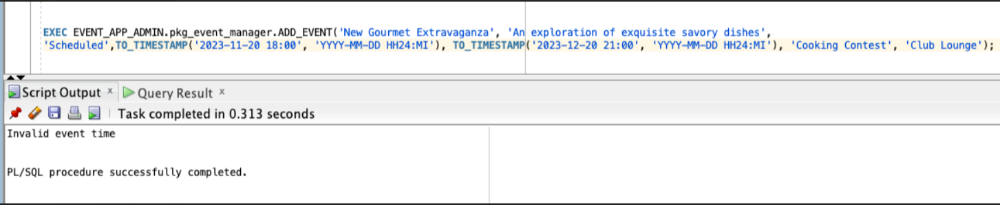 EXEC EVENT_APP_ADMIN.pkg_event_manager.ADD_EVENT('New Gourmet Extravaganza', 'An exploration of exquisite savory dishes',
'Scheduled',TO_TIMESTAMP('2023-11-20 18:00', 'YYYY-MM-DD HH24:MI'), TO_TIMESTAMP('2023-12-20 21:00', 'YYYY-MM-DD HH24:MI'), 'Cooking Contest', 'Club Lounge');
Script Output x Query Result x
Task completed in 0.313 seconds
Invalid event time
PL/SQL procedure successfully completed.